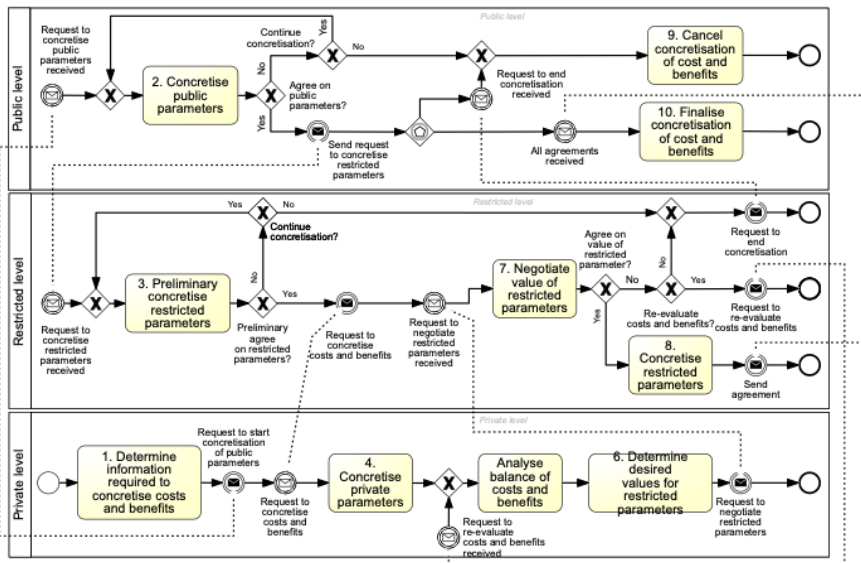 Public level
Public level
Request to
concretise
public
parameters
received
2. Concretise
public
parameters
Continue
concretisation?
Yes
No
No
Agree on
public
parameters?
Yes
Send request
to concretise
restricted
parameters
Request to end
concretisation
received
All agreements
received
9. Cancel
concretisation
of cost and
benefits
10. Finalise
concretisation
of cost and
benefits
Restricted level
Restricted level
Request to
concretise
restricted
parameters
received
3. Preliminary
concretise
restricted
parameters
Yes
No
Continue
concretisation?
No
Yes
Preliminary
agree
on restricted
parameters?
Request to
concretise
costs and benefits
Request to
negotiate
restricted
parameters
received
7. Negotiate
value of
restricted
parameters
Agree on
value of
restricted
parameter?
No
Yes
No
Yes
Re-evaluate
costs and benefits?
8.
Concretise
restricted
parameters
Request to
end
concretisation
Request to
re-evaluate
costs and benefits
Send
agreement
Private level
Private level
1. Determine
information
required to
concretise costs
and benefits
Request to start
concretisation
of public
parameters
Request to
concretise
costs and
benefits
4.
Concretise
private
parameters
Request to
re-evaluate
costs and benefits
received
Analyse
balance of
costs and
benefits
6. Determine
desired
values for
restricted
parameters
Request to
negotiate
restricted
parameters